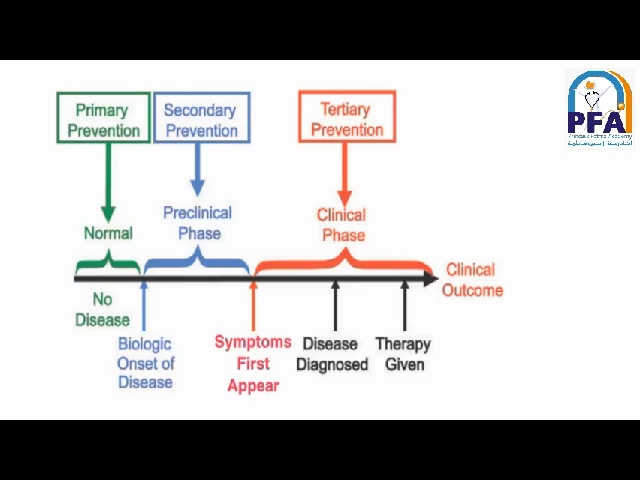 Primary
Prevention
Secondary
Prevention
Tertiary
Prevention
PFA
Normal
Preclinical
Phase
Clinical
Phase
Clinical
Outcome
No
Disease
Biologic
Onset of
Disease
Symptoms
First
Appear
Disease
Diagnosed
Therapy
Given